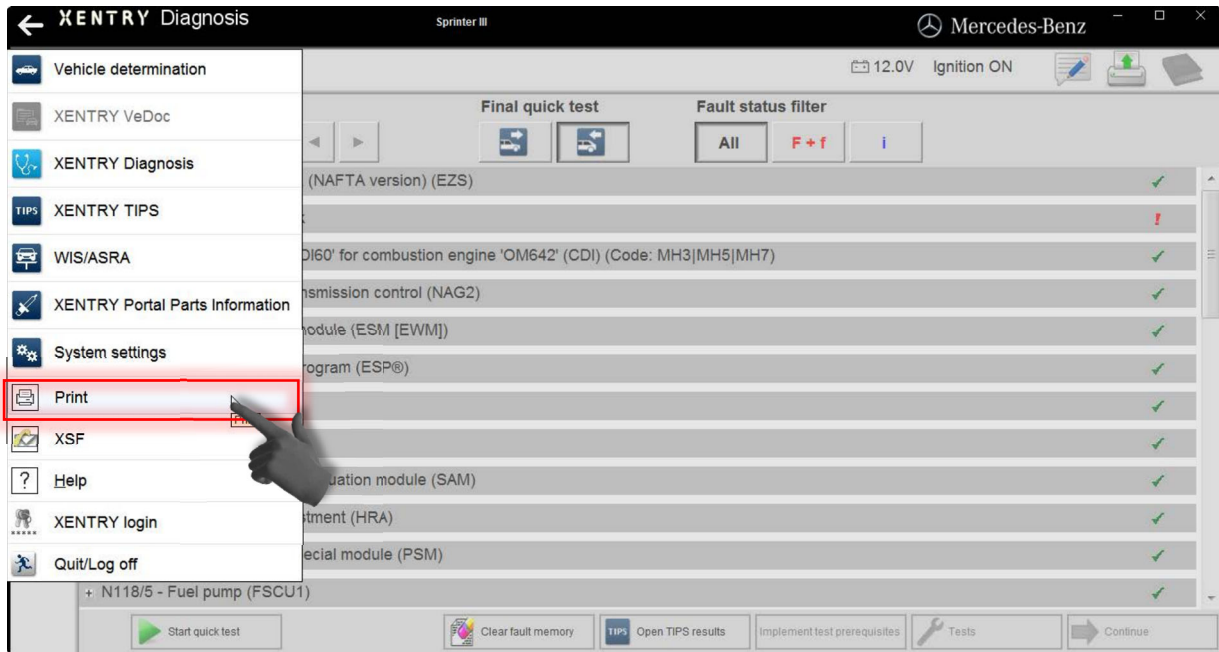 XENTRY Diagnosis
Sprinter III
Mercedes-Benz
Vehicle determination
12.0V Ignition ON
XENTRY VeDoc
Final quick test
Fault status filter
All
F + f
i
XENTRY Diagnosis
(NAFTA version) (EZS)
TIPS XENTRY TIPS
!
WIS/ASRA
DI60' for combustion engine 'OM642' (CDI) (Code: MH3|MH5|MH7)
XENTRY Portal Parts Information
nsmission control (NAG2)
System settings
nodule (ESM [EWM])
rogram (ESP®)
Print
XSF
? Help
uation module (SAM)
XENTRY login
stment (HRA)
Quit/Log off
ecial module (PSM)
+ N118/5 - Fuel pump (FSCU1)
Start quick test
Clear fault memory
TIPS Open TIPS results
Implement test prerequisites
Tests
Continue